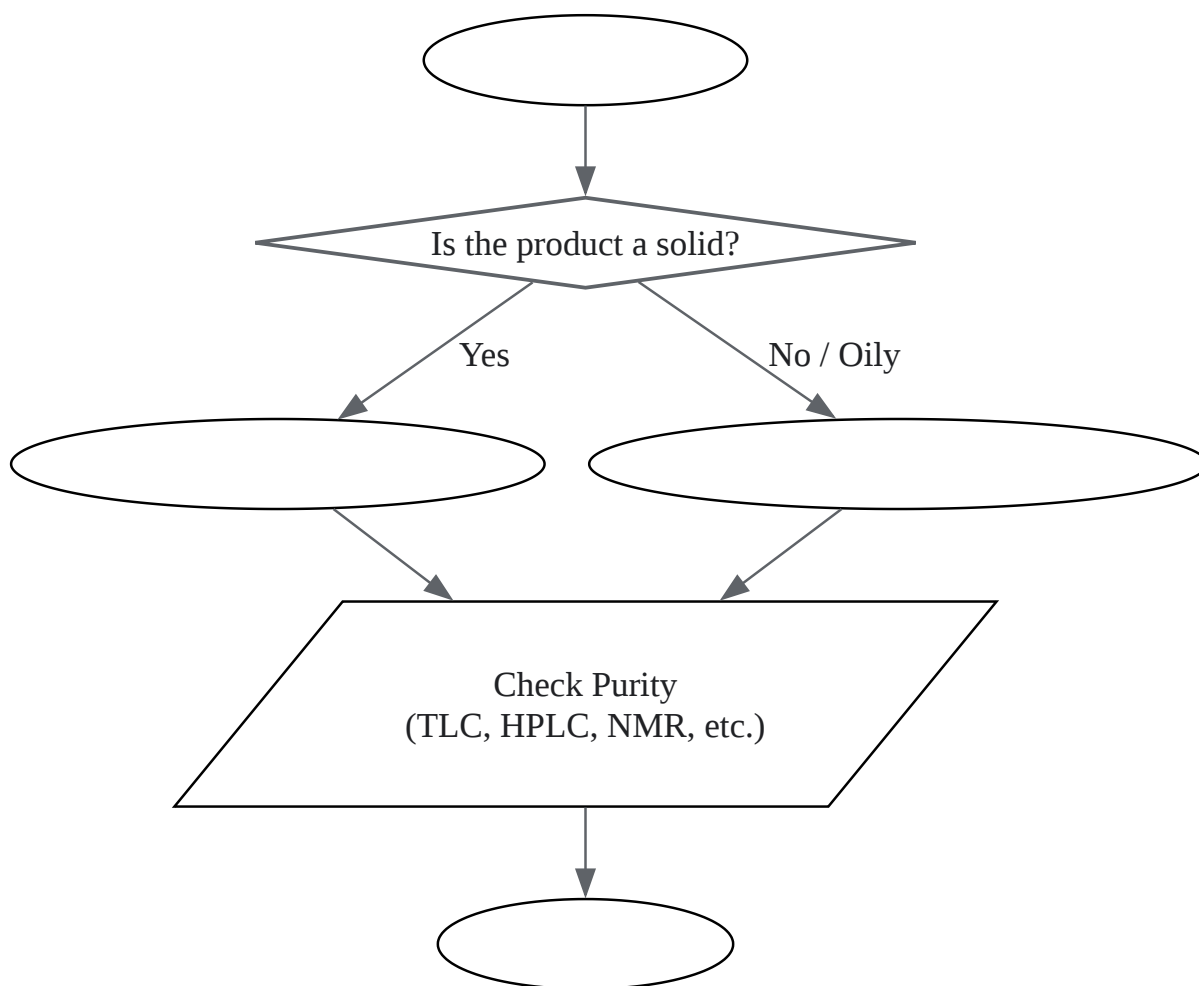 Is the product a solid?
Yes
No / Oily
Check Purity
(TLC, HPLC, NMR, etc.)